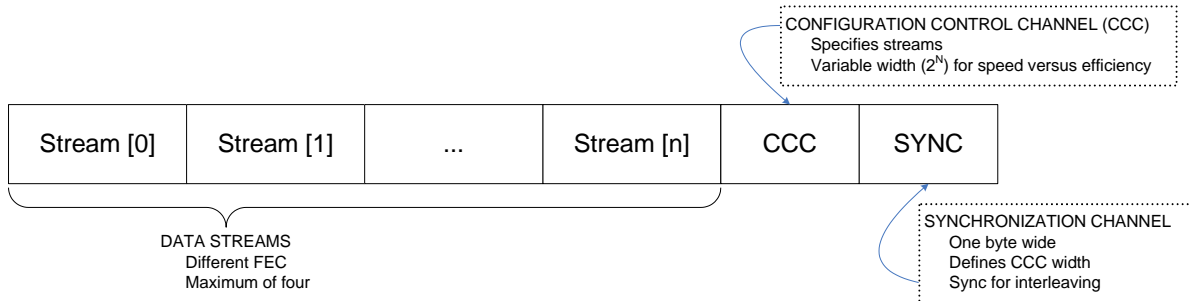 CONFIGURATION CONTROL CHANNEL (CCC)
Specifies streams
Variable width (2^N) for speed versus efficiency
Stream [0]
Stream [1]
...
Stream [n]
CCC
SYNC
DATA STREAMS
Different FEC
Maximum of four
SYNCHRONIZATION CHANNEL
One byte wide
Defines CCC width
Sync for interleaving